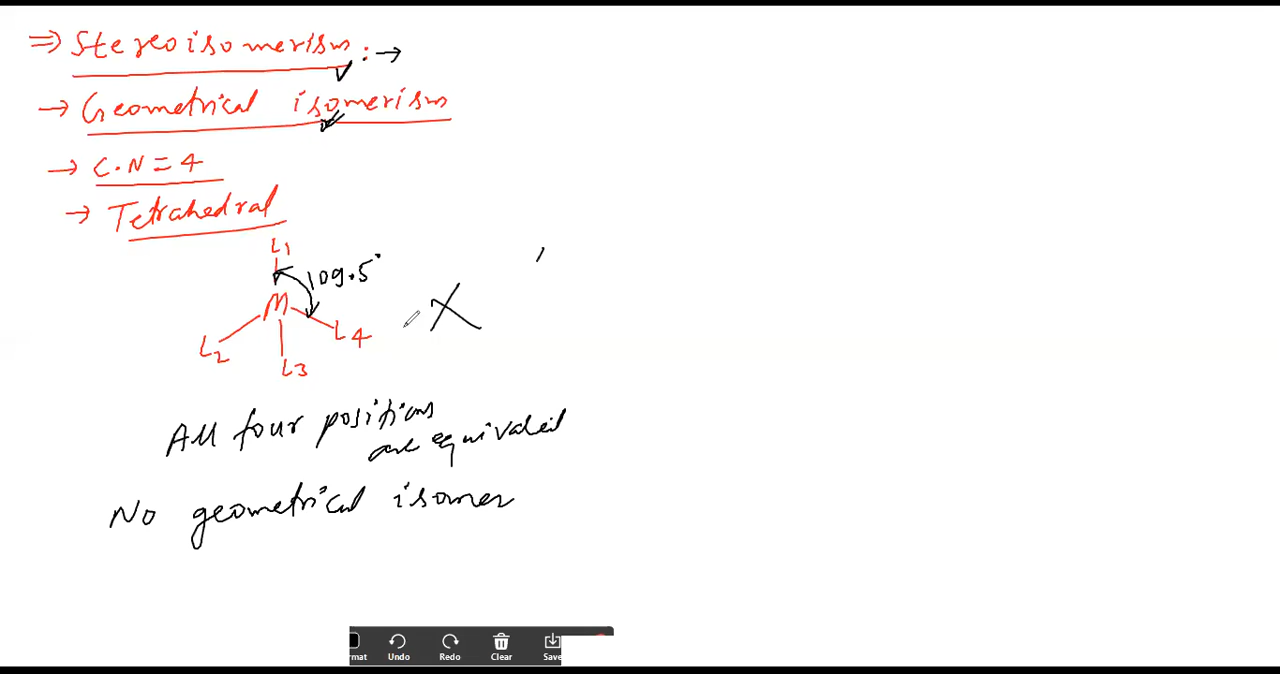 ⇒ Stereoisomerism : →
→ Geometrical isomerism
→ C.N = 4
→ Tetrahedral
L1
109.5°
M
L2
L4
L3
All four positions
are equivalent
No geometrical isomer
Undo
Redo
Clear
Save